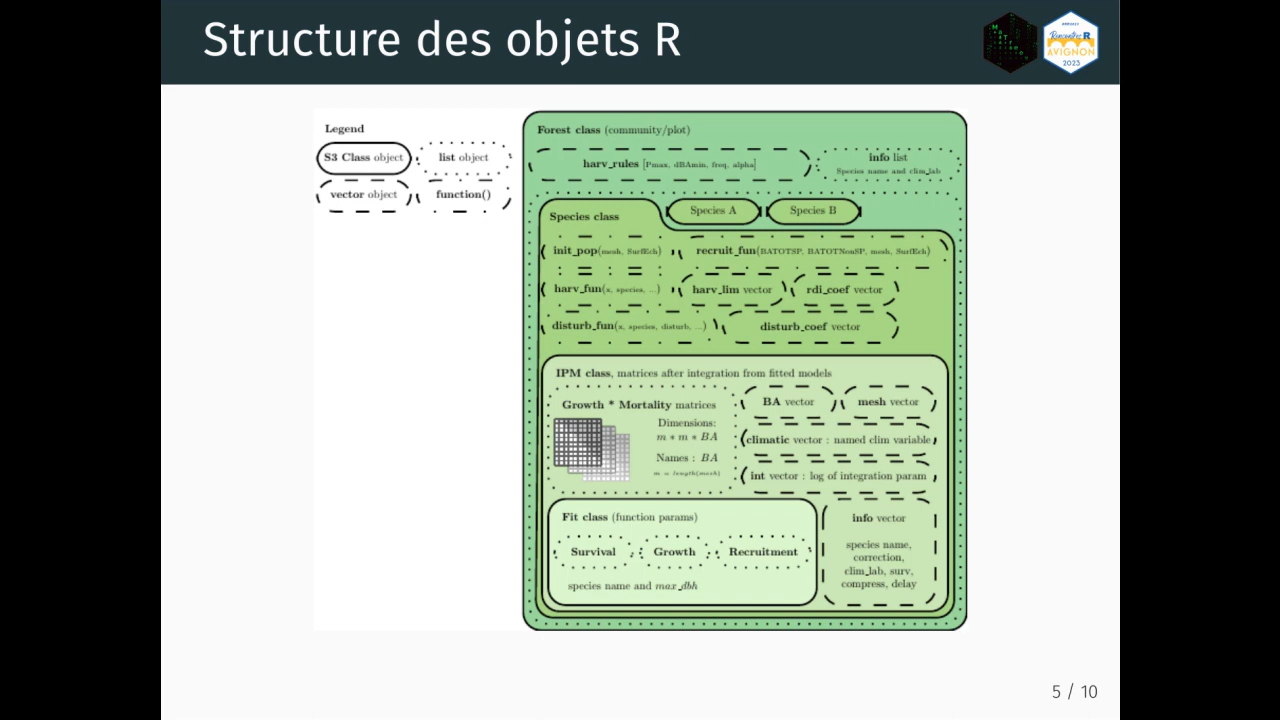 Structure des objets R
Rencontres R
AVIGNON
2023
Legend
S3 Class object
list object
vector object
function()
Forest class (community/plot)
harv_rules [Pmax, dBAmin, freq, alpha]
info list
Species name and clim_lab
Species class
Species A
Species B
init_pop(mesh, SurfEch)
recruit_fun(BATOTSP, BATOTNonSP, mesh, SurfEch)
harv_fun(x, species, ...)
harv_lim vector
rdi_coef vector
disturb_fun(x, species, disturb, ...)
disturb_coef vector
IPM class, matrices after integration from fitted models
Growth * Mortality matrices
Dimensions:
m * m * BA
Names : BA
m = length(mesh)
BA vector
mesh vector
climatic vector : named clim variable
int vector : log of integration param
Fit class (function params)
Survival
Growth
Recruitment
species name and max_dbh
info vector
species name,
correction,
clim_lab, surv,
compress, delay
5 / 10